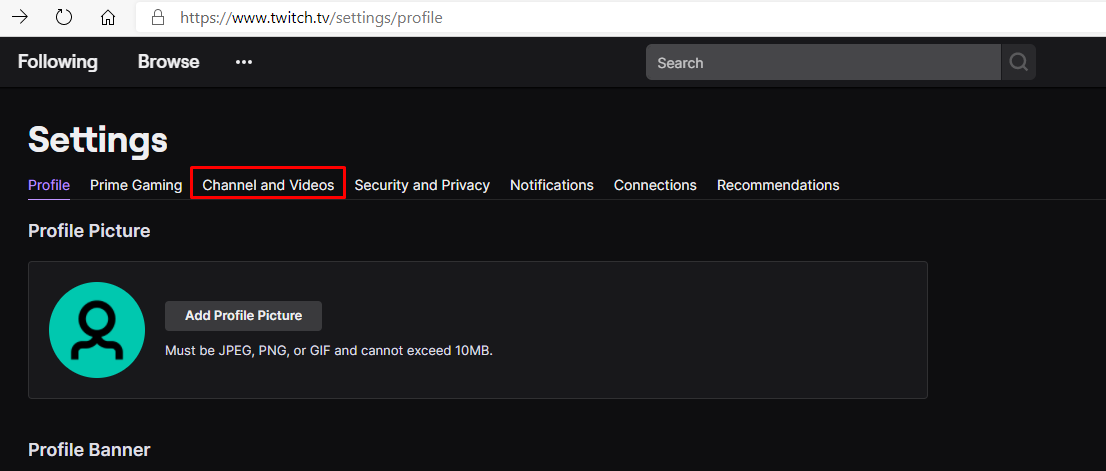 https://www.twitch.tv/settings/profile
Following Browse ••• Search
Settings
Profile Prime Gaming Channel and Videos Security and Privacy Notifications Connections Recommendations
Profile Picture
Add Profile Picture
Must be JPEG, PNG, or GIF and cannot exceed 10MB.
Profile Banner